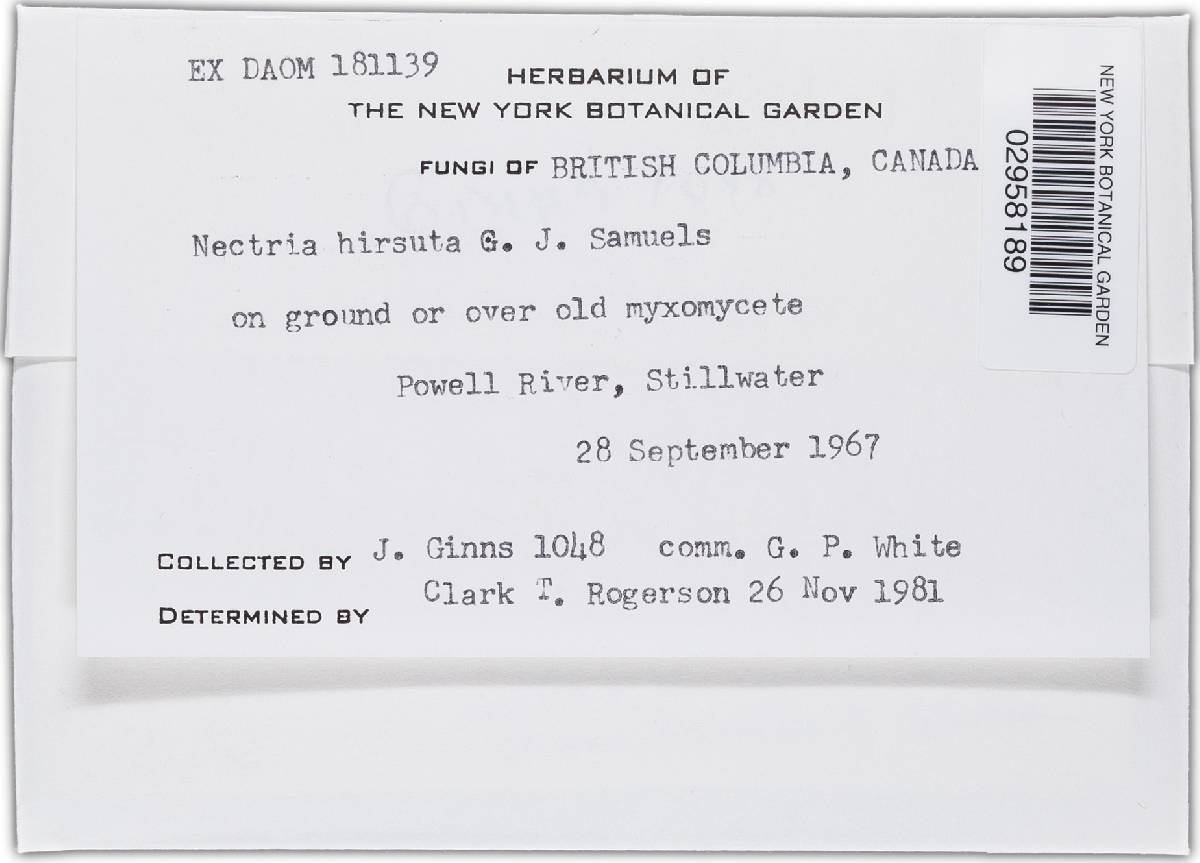 EX DAOM 181139
HERBARIUM OF
THE NEW YORK BOTANICAL GARDEN
FUNGI OF BRITISH COLUMBIA, CANADA
Nectria hirsuta G. J. Samuels
on ground or over old myxomycete
Powell River, Stillwater
28 September 1967
COLLECTED BY J. Ginns 1048 comm. G. P. White
Clark T. Rogerson 26 Nov 1981
DETERMINED BY
NEW YORK BOTANICAL GARDEN
02958189